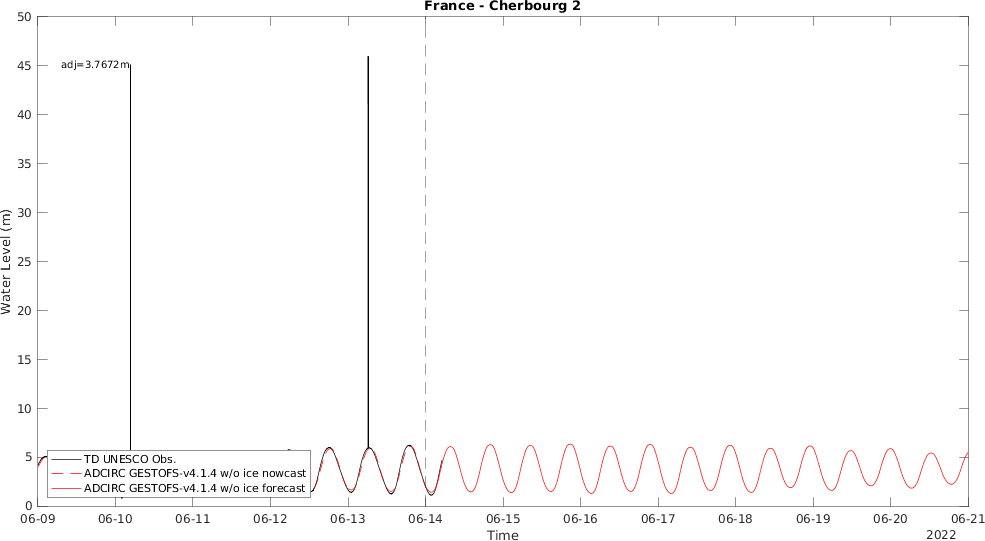 France - Cherbourg 2
50
45
40
35
30
25
20
15
10
5
0
Water Level (m)
adj=3.7672m
TD UNESCO Obs.
ADCIRC GESTOFS-v4.1.4 w/o ice nowcast
ADCIRC GESTOFS-v4.1.4 w/o ice forecast
06-09 06-10 06-11 06-12 06-13 06-14 06-15 06-16 06-17 06-18 06-19 06-20 06-21
Time
2022